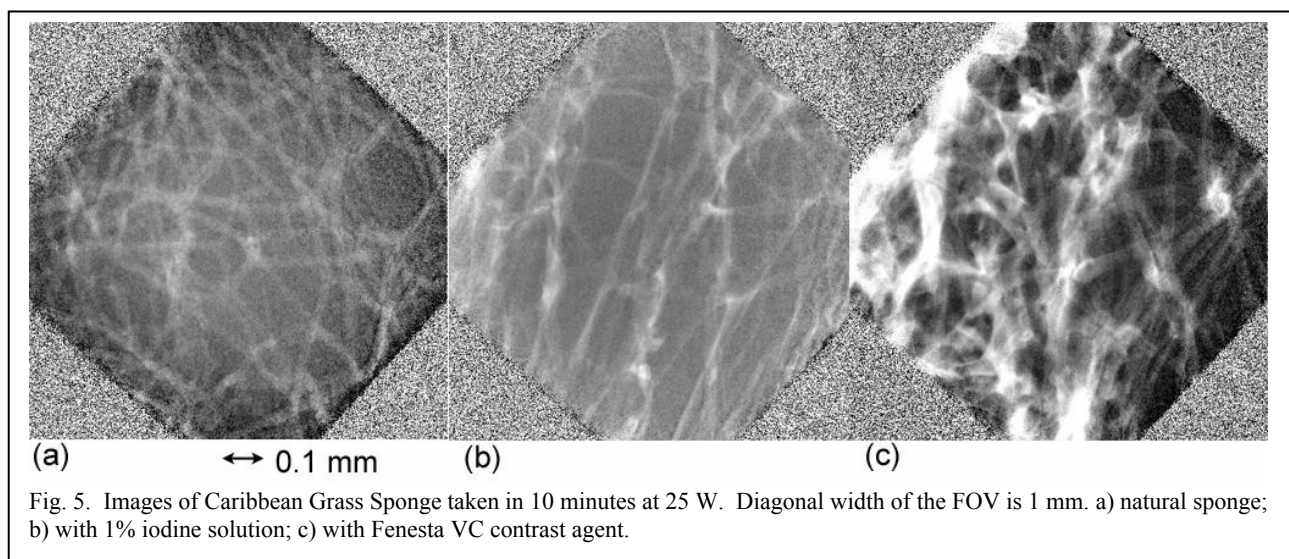 (a)
0.1 mm
(b)
(c)
Fig. 5.  Images of Caribbean Grass Sponge taken in 10 minutes at 25 W.  Diagonal width of the FOV is 1 mm. a) natural sponge;
b) with 1% iodine solution; c) with Fenesta VC contrast agent.